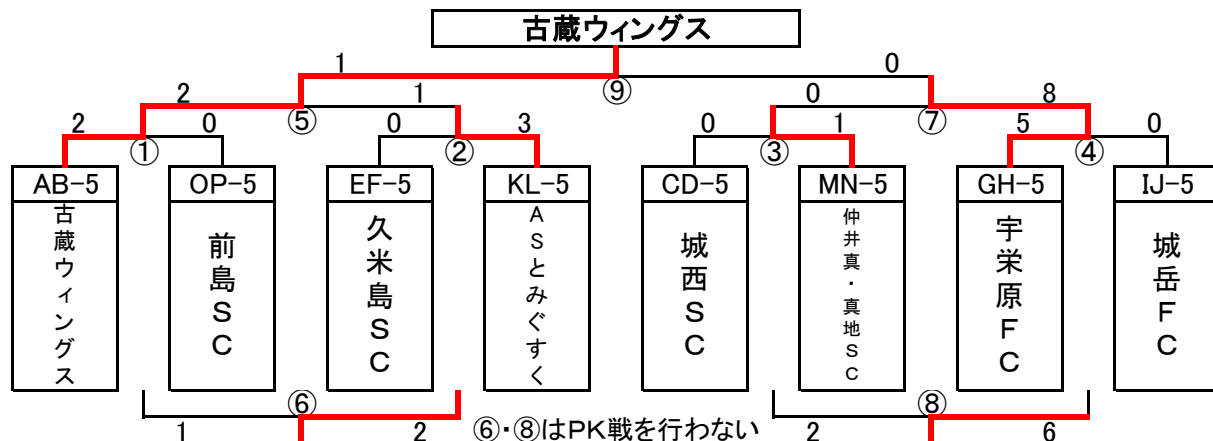 古蔵ウィングス
1 0
⑨
2 1 0 8
⑤ ⑦
2 0 0 3 0 1 5 0
① ② ③ ④
AB-5 OP-5 EF-5 KL-5 CD-5 MN-5 GH-5 IJ-5
古蔵ウィングス
前島SC
久米島SC
ASとみぐすく
城西SC
仲井真・真地SC
宇栄原FC
城岳FC
⑥ ⑧
1 2 ⑥・⑧はPK戦を行わない 2 6